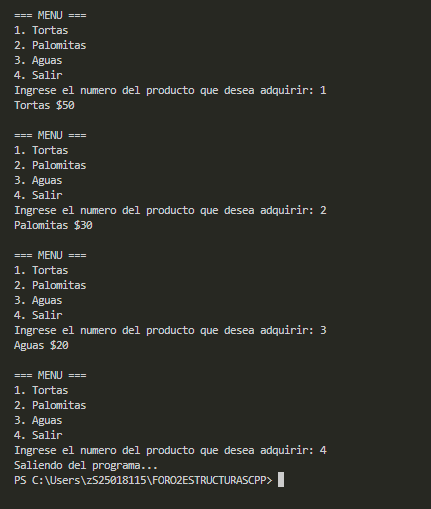 === MENU ===
1. Tortas
2. Palomitas
3. Aguas
4. Salir
Ingrese el numero del producto que desea adquirir: 1
Tortas $50
=== MENU ===
1. Tortas
2. Palomitas
3. Aguas
4. Salir
Ingrese el numero del producto que desea adquirir: 2
Palomitas $30
=== MENU ===
1. Tortas
2. Palomitas
3. Aguas
4. Salir
Ingrese el numero del producto que desea adquirir: 3
Aguas $20
=== MENU ===
1. Tortas
2. Palomitas
3. Aguas
4. Salir
Ingrese el numero del producto que desea adquirir: 4
Saliendo del programa...
PS C:\Users\zS25018115\FORO2ESTRUCTURASCPP>